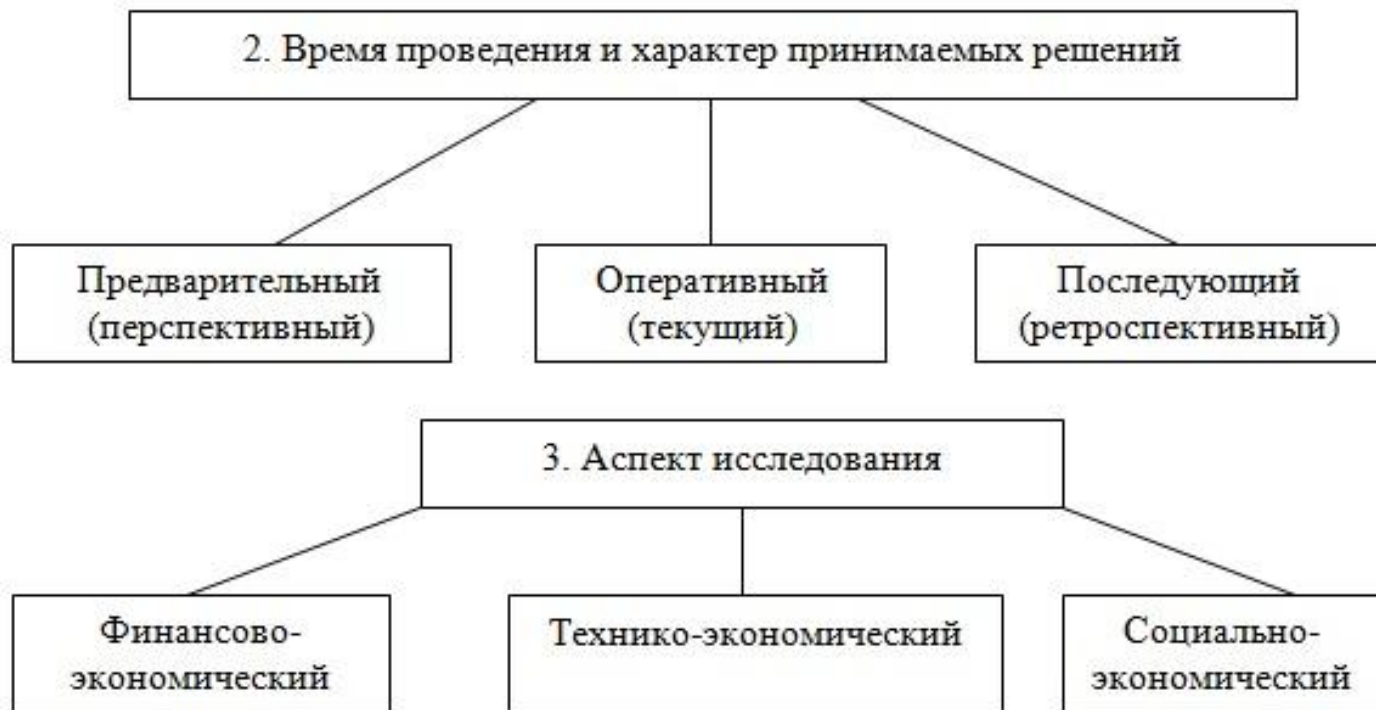 2. Время проведения и характер принимаемых решений
Предварительный
(перспективный)
Оперативный
(текущий)
Последующий
(ретроспективный)
3. Аспект исследования
Финансово-
экономический
Технико-экономический
Социально-
экономический